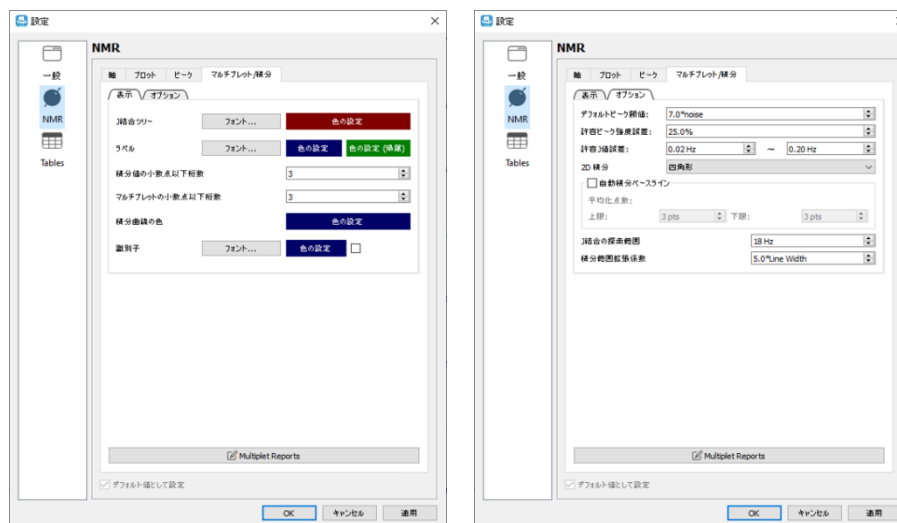 設定
NMR
一般
NMR
Tables
軸 プロット ピーク マルチプレット/積分
表示 オプション
J結合ツリー フォント... 色の設定
ラベル フォント... 色の設定 色の設定 (帰属)
積分値の小数点以下桁数 3
マルチプレットの小数点以下桁数 3
積分曲線の色 色の設定
識別子 フォント... 色の設定
Multiplet Reports
デフォルト値として設定
OK キャンセル 適用
設定
NMR
一般
NMR
Tables
軸 プロット ピーク マルチプレット/積分
表示 オプション
デフォルトピーク閾値: 7.0*noise
許容ピーク強度誤差: 25.0%
許容J値誤差: 0.02 Hz ~ 0.20 Hz
2D 積分 四角形
自動積分ベースライン
平均化点数:
上限: 3 pts 下限: 3 pts
J結合の探索範囲 18 Hz
積分範囲拡張係数 5.0*Line Width
Multiplet Reports
デフォルト値として設定
OK キャンセル 適用